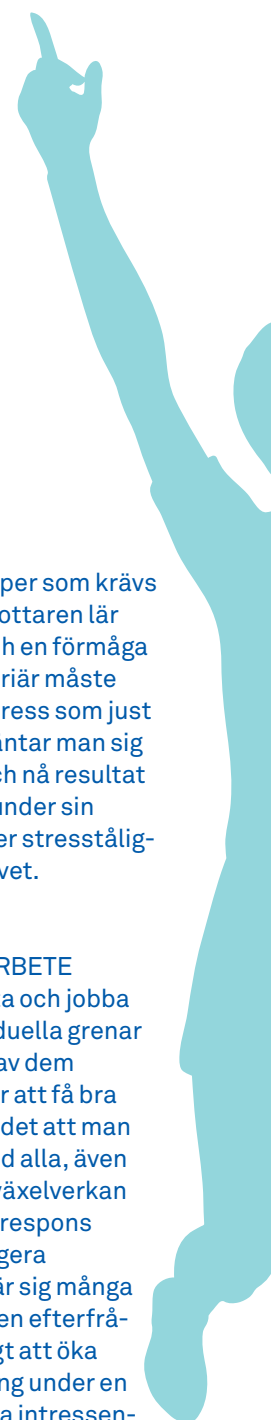 per som krävs
ottaren lär
h en förmåga
riär måste
ress som just
äntar man sig
ch nå resultat
under sin
er stresstålig-
vet.
RBETE
ka och jobba
duella grenar
av dem
r att få bra
det att man
d alla, även
växelverkan
respons
gera
är sig många
en efterfrå-
gt att öka
ng under en
a intressen-